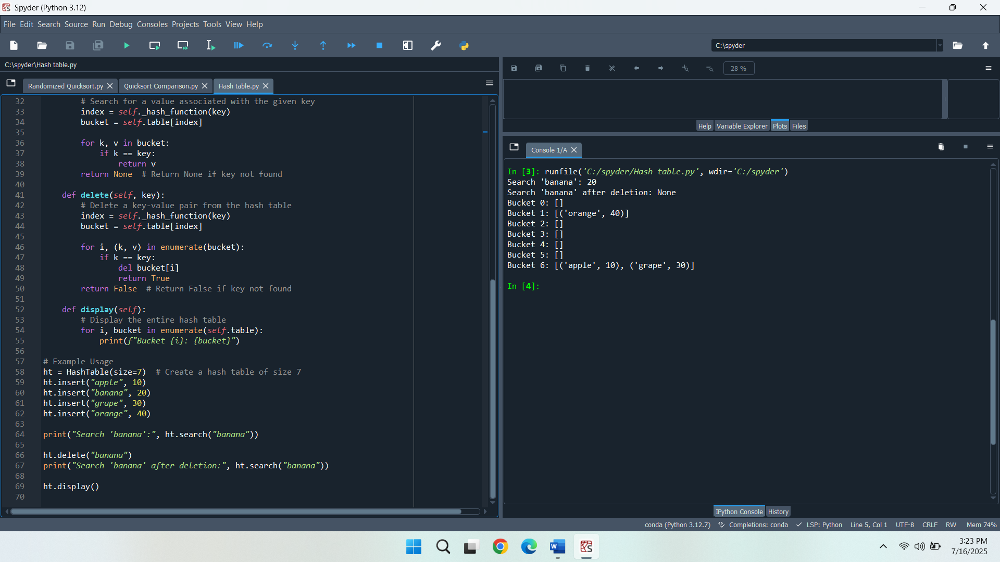 Spyder (Python 3.12)
File Edit Search Source Run Debug Consoles Projects Tools View Help
C:\spyder
C:\spyder\Hash table.py
28 %
Randomized Quicksort.py Quicksort Comparison.py Hash table.py
32 # Search for a value associated with the given key
33 index = self._hash_function(key)
34 bucket = self.table[index]
35
36 for k, v in bucket:
37 if k == key:
38 return v
39 return None # Return None if key not found
40
41 def delete(self, key):
42 # Delete a key-value pair from the hash table
43 index = self._hash_function(key)
44 bucket = self.table[index]
45
46 for i, (k, v) in enumerate(bucket):
47 if k == key:
48 del bucket[i]
49 return True
50 return False # Return False if key not found
51
52 def display(self):
53 # Display the entire hash table
54 for i, bucket in enumerate(self.table):
55 print(f"Bucket {i}: {bucket}")
56
57 # Example Usage
58 ht = HashTable(size=7) # Create a hash table of size 7
59 ht.insert("apple", 10)
60 ht.insert("banana", 20)
61 ht.insert("grape", 30)
62 ht.insert("orange", 40)
63
64 print("Search 'banana':", ht.search("banana"))
65
66 ht.delete("banana")
67 print("Search 'banana' after deletion:", ht.search("banana"))
68
69 ht.display()
70
Help Variable Explorer Plots Files
Console 1/A
In [3]: runfile('C:/spyder/Hash table.py', wdir='C:/spyder')
Search 'banana': 20
Search 'banana' after deletion: None
Bucket 0: []
Bucket 1: [('orange', 40)]
Bucket 2: []
Bucket 3: []
Bucket 4: []
Bucket 5: []
Bucket 6: [('apple', 10), ('grape', 30)]
In [4]:
IPython Console History
conda (Python 3.12.7) Completions: conda LSP: Python Line 5, Col 1 UTF-8 CRLF RW Mem 74%
3:23 PM
7/16/2025